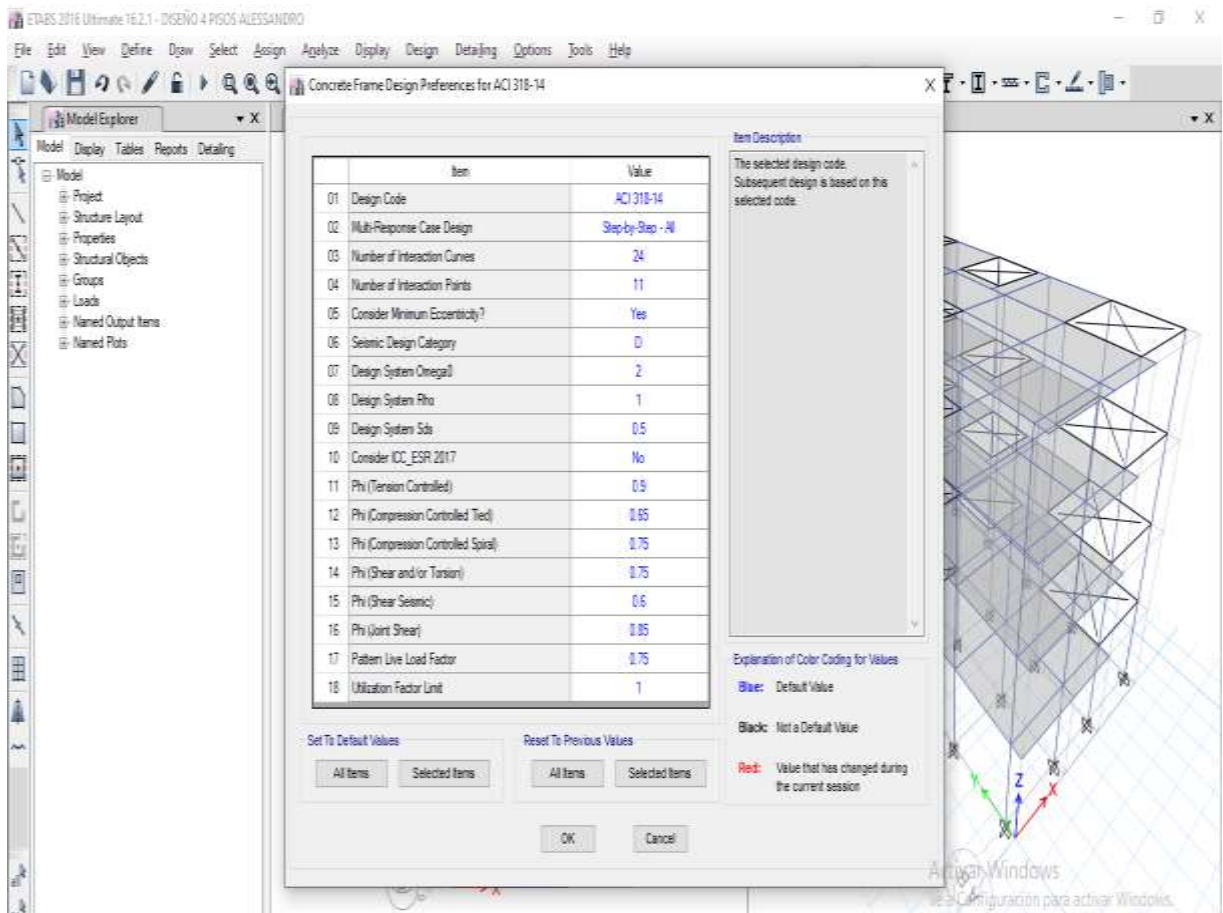 ETABS 2016 Ultimate 16.2.1 - DISEÑO 4 PISOS ALESSANDRO
File Edit View Define Draw Select Assign Analyze Display Design Detailing Options Tools Help
Model Explorer
Model Display Tables Reports Detailing
Model
Project
Structure Layout
Properties
Structural Objects
Groups
Loads
Named Output Items
Named Plots
Concrete Frame Design Preferences for ACI 318-14
Item Value
01 Design Code ACI 318-14
02 Multi-Response Case Design Step-by-Step - All
03 Number of Interaction Curves 24
04 Number of Interaction Points 11
05 Consider Minimum Eccentricity? Yes
06 Seismic Design Category D
07 Design System Omega0 2
08 Design System Rho 1
09 Design System Sds 0.5
10 Consider ICC_ESR 2017 No
11 Phi (Tension Controlled) 0.9
12 Phi (Compression Controlled Tied) 0.65
13 Phi (Compression Controlled Spiral) 0.75
14 Phi (Shear and/or Torsion) 0.75
15 Phi (Shear Seismic) 0.6
16 Phi (Joint Shear) 0.85
17 Pattern Live Load Factor 0.75
18 Utilization Factor Limit 1
Item Description
The selected design code.
Subsequent design is based on this
selected code.
Set To Default Values
All Items Selected Items
Reset To Previous Values
All Items Selected Items
Explanation of Color Coding for Values
Blue: Default Value
Black: Not a Default Value
Red: Value that has changed during
the current session
OK Cancel
Z
Y
X
X
Activar Windows
Ve a Configuración para activar Windows.